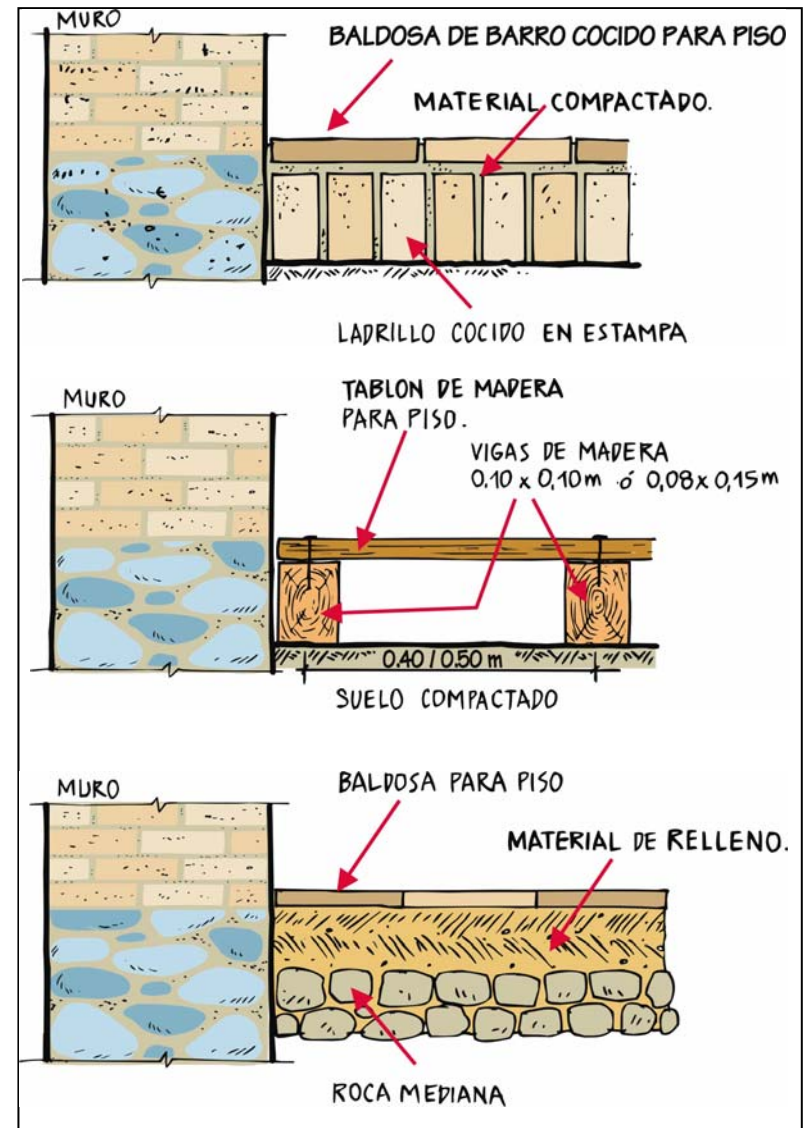 MURO
BALDOSA DE BARRO COCIDO PARA PISO
MATERIAL COMPACTADO.
LADRILLO COCIDO EN ESTAMPA
MURO
TABLON DE MADERA
PARA PISO.
VIGAS DE MADERA
0.10 x 0,10m ó 0,08 x 0,15m
0.40 / 0.50 m
SUELO COMPACTADO
MURO
BALDOSA PARA PISO
MATERIAL DE RELLENO.
ROCA MEDIANA